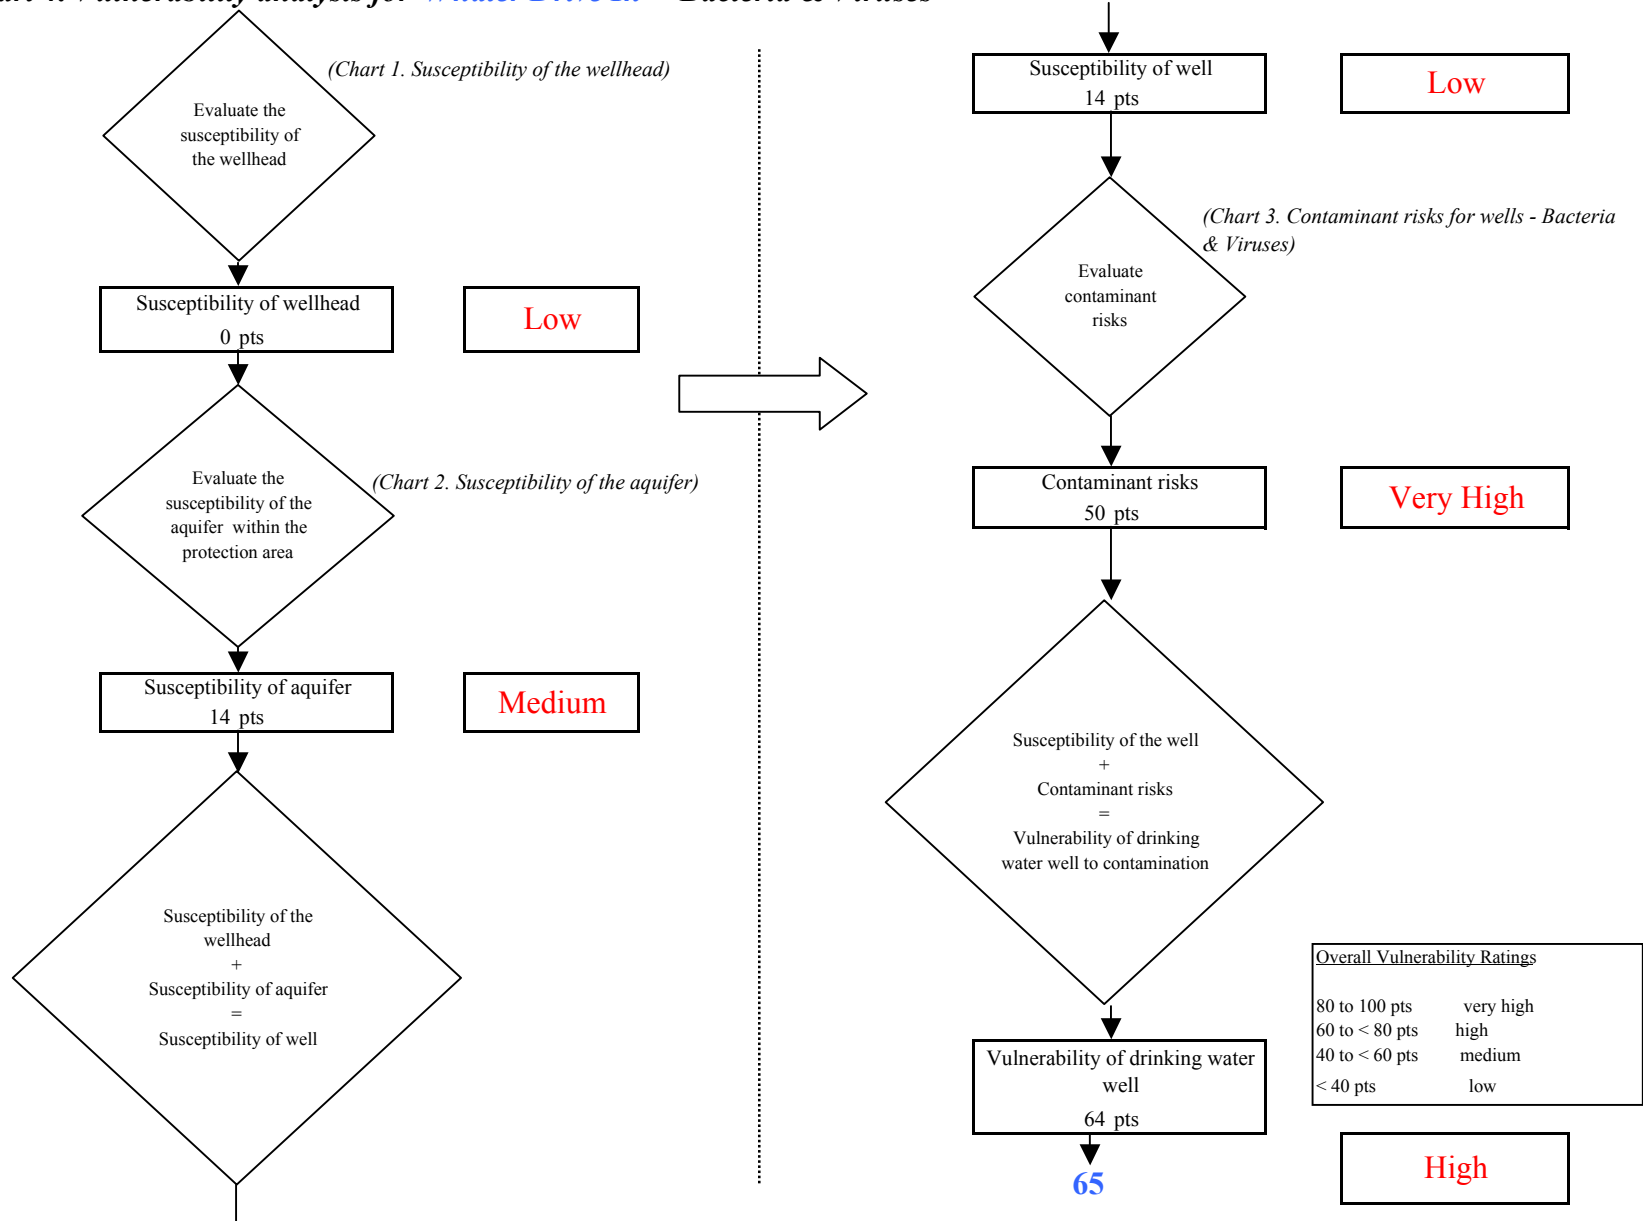 Vulnerability analysis for
Bacteria & Viruses
(Chart 1. Susceptibility of the wellhead)
Evaluate the
susceptibility of
the wellhead
Susceptibility of wellhead
0 pts
Low
Evaluate the
susceptibility of the
aquifer within the
protection area
(Chart 2. Susceptibility of the aquifer)
Susceptibility of aquifer
14 pts
Medium
Susceptibility of the
wellhead
+
Susceptibility of aquifer
=
Susceptibility of well
Susceptibility of well
14 pts
Low
(Chart 3. Contaminant risks for wells - Bacteria
& Viruses)
Evaluate
contaminant
risks
Contaminant risks
50 pts
Very High
Susceptibility of the well
+
Contaminant risks
=
Vulnerability of drinking
water well to contamination
Overall Vulnerability Ratings
80 to 100 pts very high
60 to < 80 pts high
40 to < 60 pts medium
< 40 pts low
Vulnerability of drinking water
well
64 pts
65
High